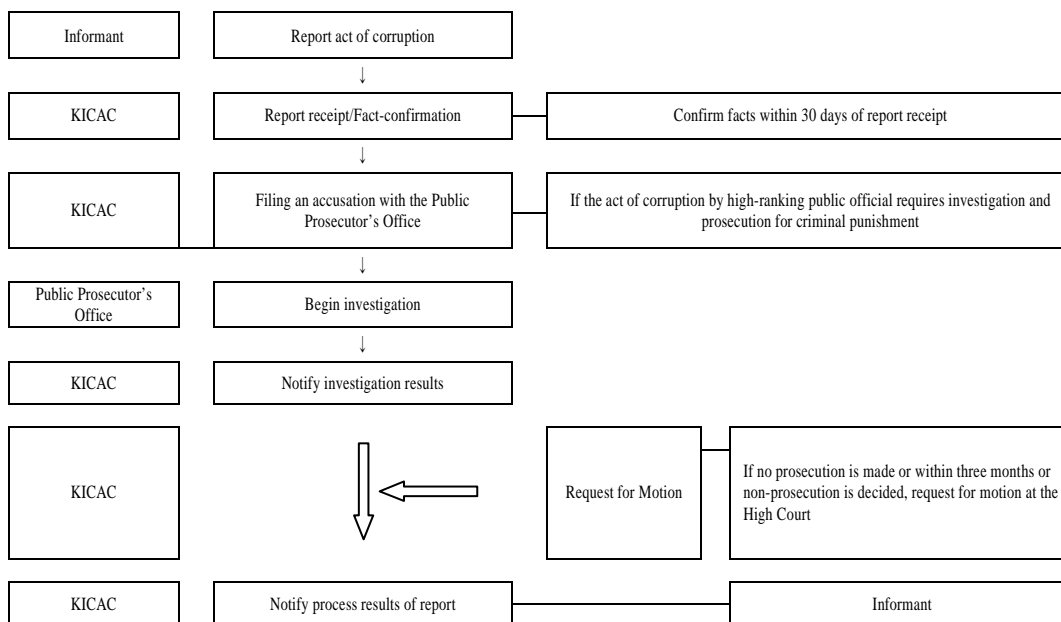 Informant
Report act of corruption
↓
KICAC
Report receipt/Fact-confirmation
Confirm facts within 30 days of report receipt
↓
KICAC
Filing an accusation with the Public
Prosecutor's Office
If the act of corruption by high-ranking public official requires investigation and
prosecution for criminal punishment
↓
Public Prosecutor's
Office
Begin investigation
↓
KICAC
Notify investigation results
KICAC
Request for Motion
If no prosecution is made or within three months or
non-prosecution is decided, request for motion at the
High Court
KICAC
Notify process results of report
Informant